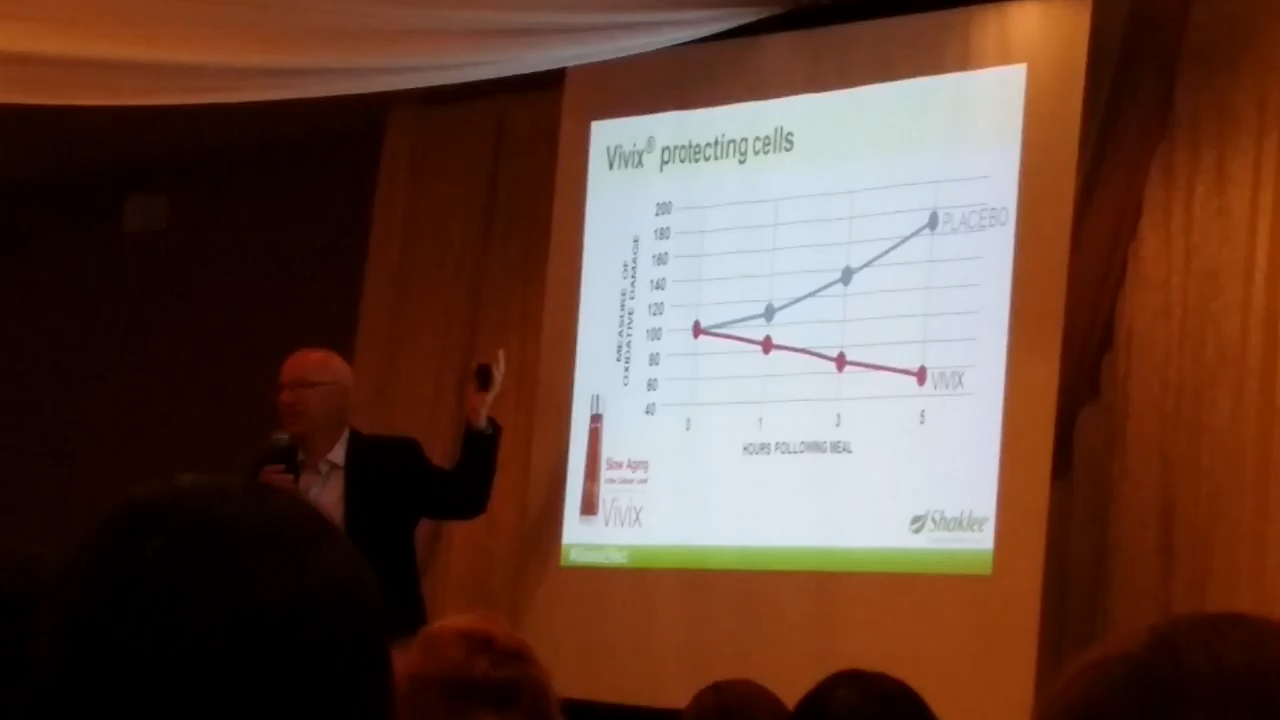 Vivix® protecting cells
200
180
160
140
120
100
80
60
40
MEASURE OF
OXIDATIVE DAMAGE
PLACEBO
VIVIX
0 1 3 5
HOURS FOLLOWING MEAL
Slow Aging
Vivix
Shaklee